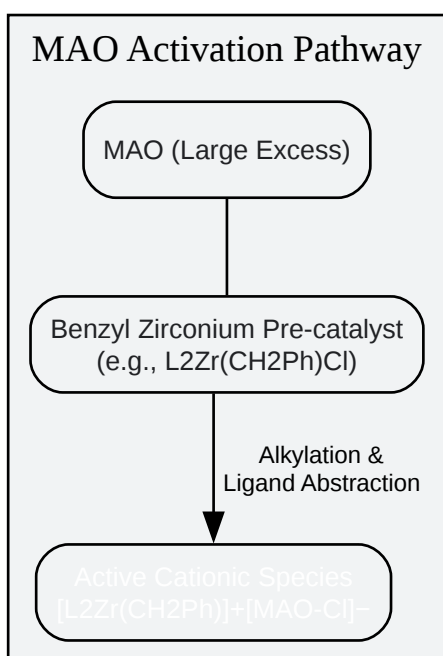 MAO Activation Pathway
MAO (Large Excess)
Benzyl Zirconium Pre-catalyst
(e.g., L2Zr(CH2Ph)Cl)
Alkylation &
Ligand Abstraction
Active Cationic Species
[L2Zr(CH2Ph)]+[MAO-Cl]−